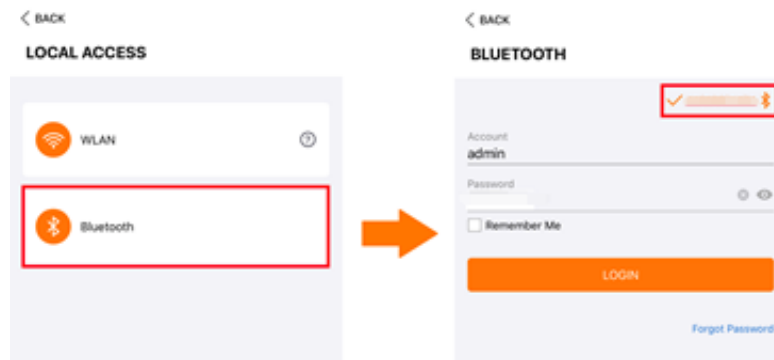 < BACK
LOCAL ACCESS
WLAN
Bluetooth
< BACK
BLUETOOTH
Account
admin
Password
Remember Me
LOGIN
Forgot Password